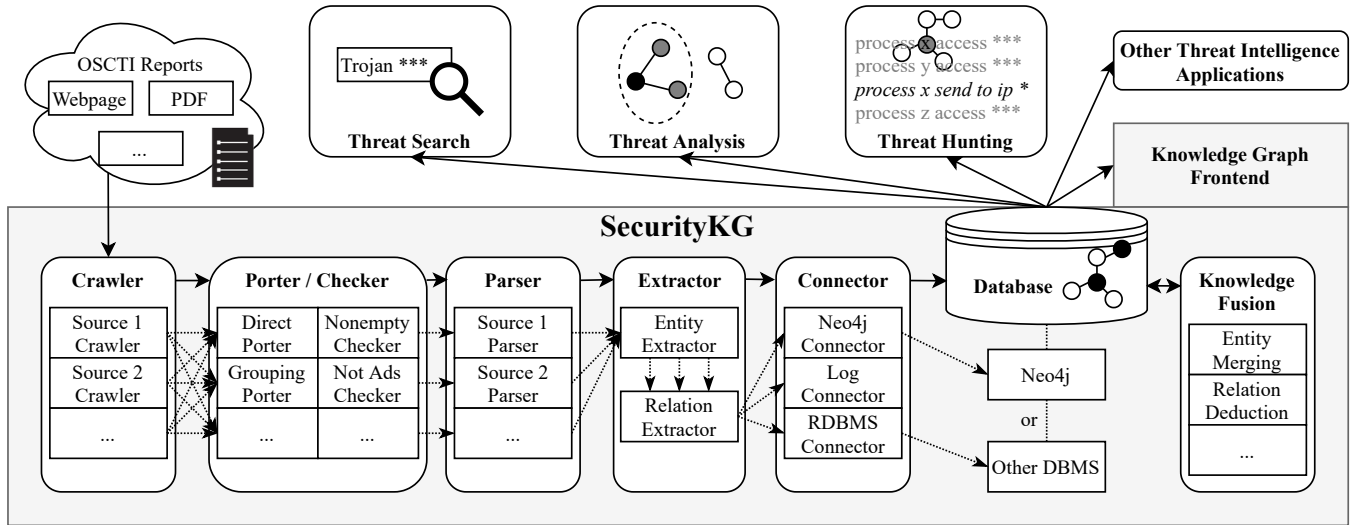 OSCTI Reports
Webpage
PDF
...
Trojan ***
Threat Search
Threat Analysis
process x access ***
process y access ***
process x send to ip *
process z access ***
Threat Hunting
Other Threat Intelligence
Applications
Knowledge Graph
Frontend
SecurityKG
Crawler
Source 1
Crawler
Source 2
Crawler
...
Porter / Checker
Direct
Porter
Nonempty
Checker
Grouping
Porter
Not Ads
Checker
...
...
Parser
Source 1
Parser
Source 2
Parser
...
Extractor
Entity
Extractor
Relation
Extractor
Connector
Neo4j
Connector
Log
Connector
RDBMS
Connector
Database
Neo4j
or
Other DBMS
Knowledge
Fusion
Entity
Merging
Relation
Deduction
...